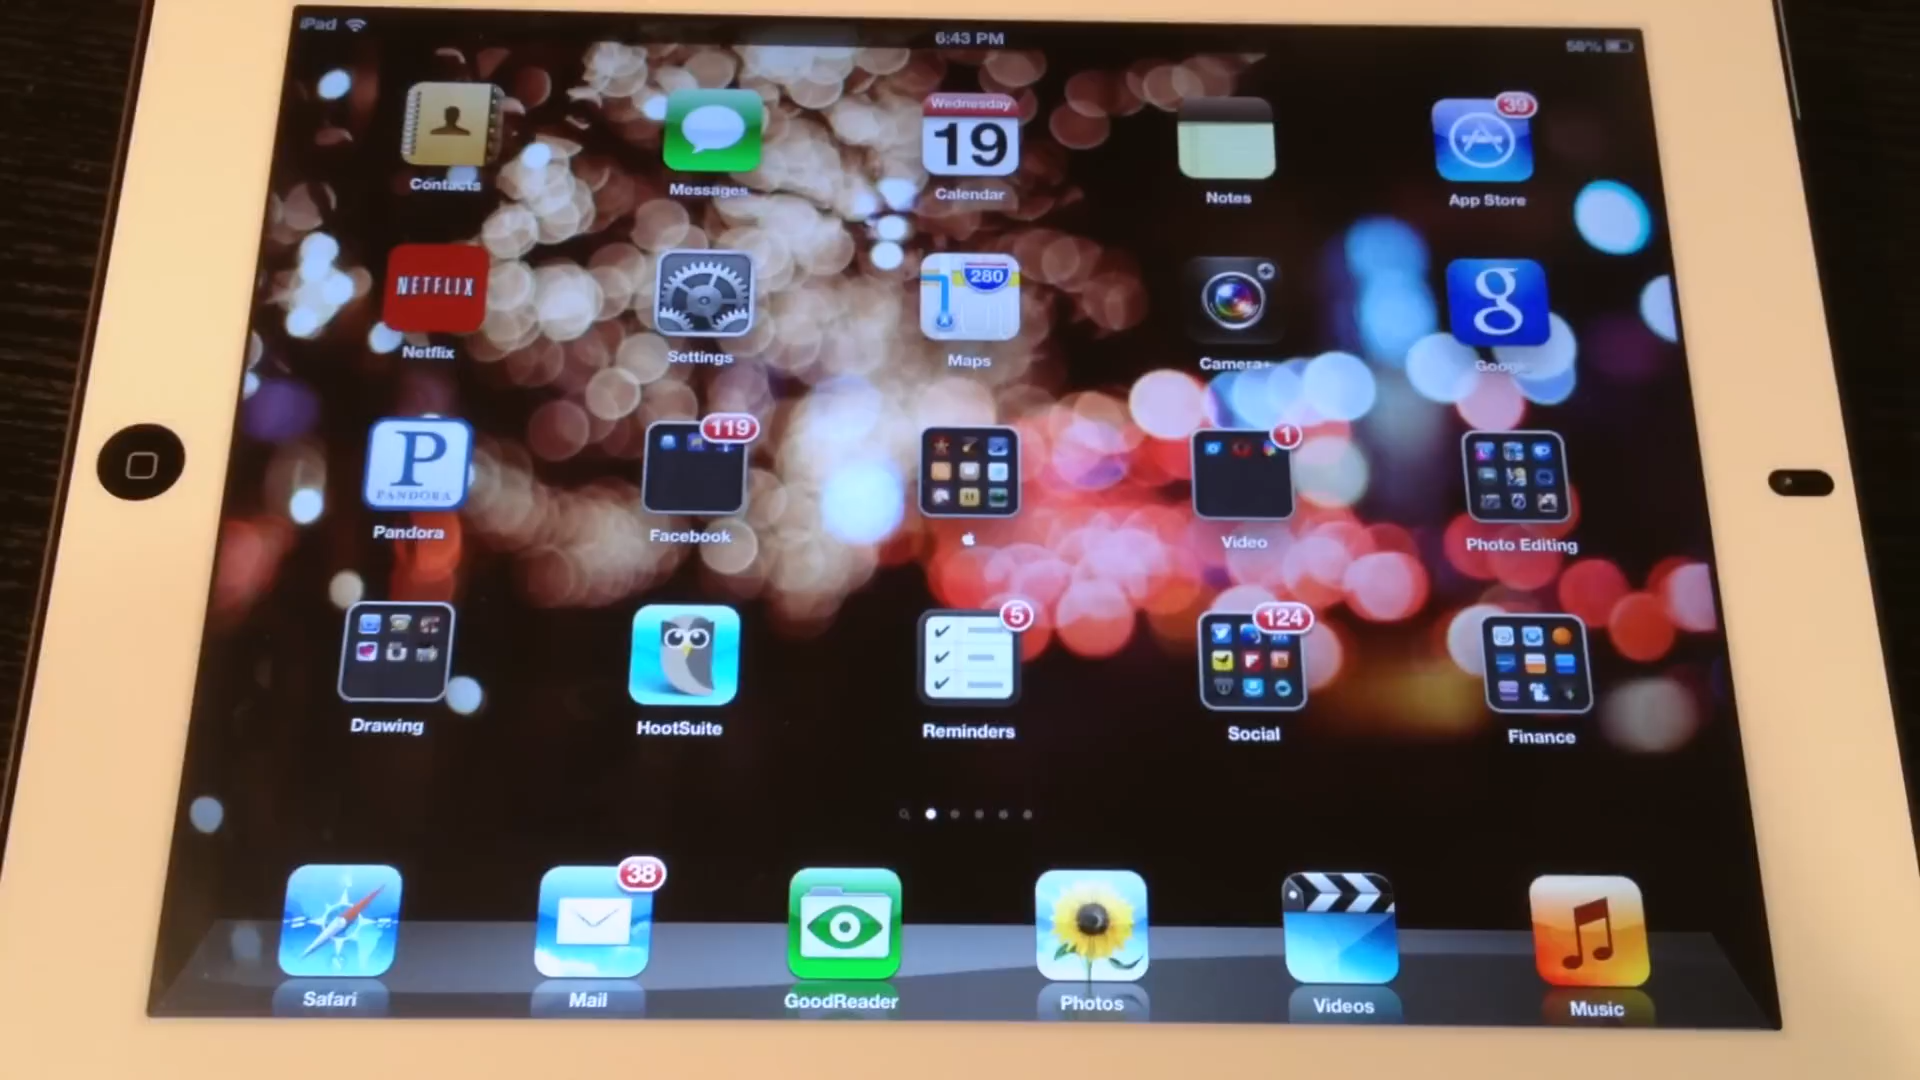 iPad
6:43 PM
Wednesday
19
39
Contacts
Messages
Calendar
Notes
App Store
NETFLIX
280
g
Netflix
Settings
Maps
Camera+
Google
119
1
P
PANDORA
Pandora
Facebook
Video
Photo Editing
5
124
Drawing
HootSuite
Reminders
Social
Finance
38
Safari
Mail
GoodReader
Photos
Videos
Music